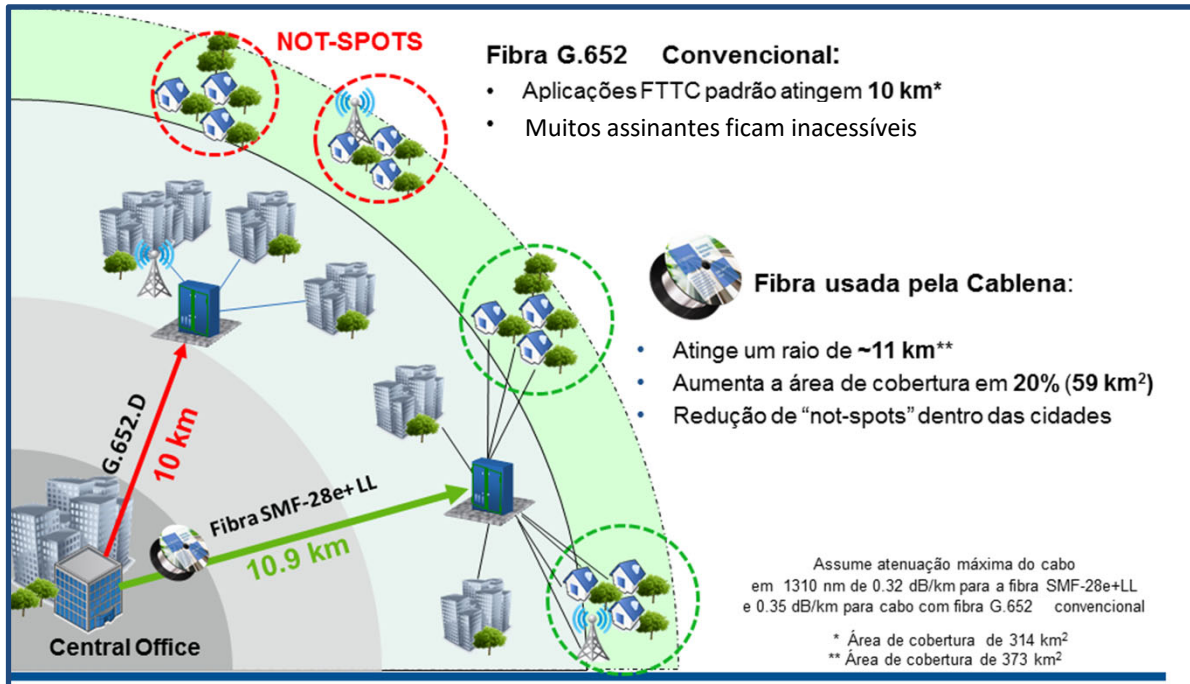 NOT-SPOTS
Fibra G.652 Convencional:
• Aplicações FTTC padrão atingem 10 km*
• Muitos assinantes ficam inacessíveis
Fibra usada pela Cablena:
• Atinge um raio de ~11 km**
• Aumenta a área de cobertura em 20% (59 km²)
• Redução de “not-spots” dentro das cidades
G.652.D
10 km
Fibra SMF-28e+ LL
10.9 km
Central Office
Assume atenuação máxima do cabo
em 1310 nm de 0.32 dB/km para a fibra SMF-28e+LL
e 0.35 dB/km para cabo com fibra G.652 convencional
* Área de cobertura de 314 km²
** Área de cobertura de 373 km²